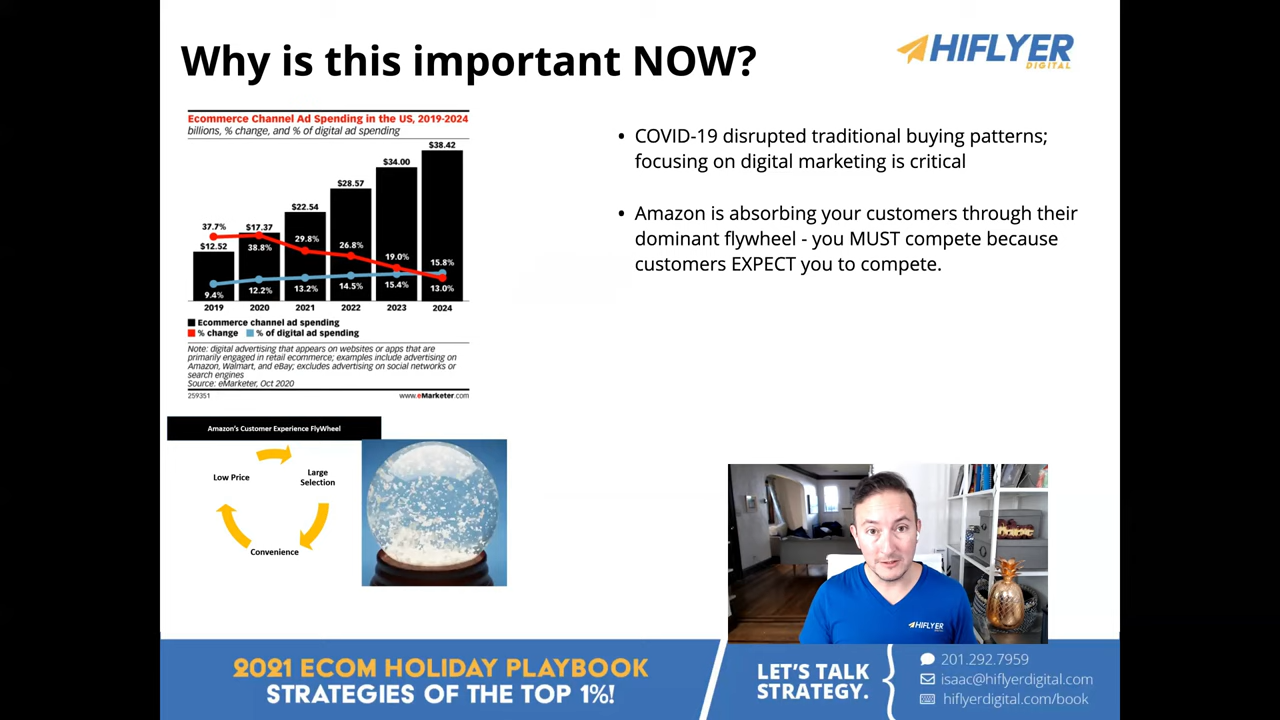 Why is this important NOW?
HIFLYER
DIGITAL
Ecommerce Channel Ad Spending in the US, 2019-2024
billions, % change, and % of digital ad spending
$38.42
$34.00
$28.57
$22.54
37.7%
$17.37
$12.52
38.8%
29.8%
26.8%
19.0%
15.8%
9.4%
12.2%
13.2%
14.5%
15.4%
13.0%
2019 2020 2021 2022 2023 2024
Ecommerce channel ad spending
% change % of digital ad spending
Note: digital advertising that appears on websites or apps that are
primarily engaged in retail ecommerce; examples include advertising on
Amazon, Walmart, and eBay; excludes advertising on social networks or
search engines
Source: eMarketer, Oct 2020
259351 www.eMarketer.com
• COVID-19 disrupted traditional buying patterns;
focusing on digital marketing is critical
• Amazon is absorbing your customers through their
dominant flywheel - you MUST compete because
customers EXPECT you to compete.
Amazon's Customer Experience FlyWheel
Low Price
Large
Selection
Convenience
HIFLYER
DIGITAL
2021 ECOM HOLIDAY PLAYBOOK
STRATEGIES OF THE TOP 1%!
LET'S TALK
STRATEGY.
201.292.7959
isaac@hiflyerdigital.com
hiflyerdigital.com/book